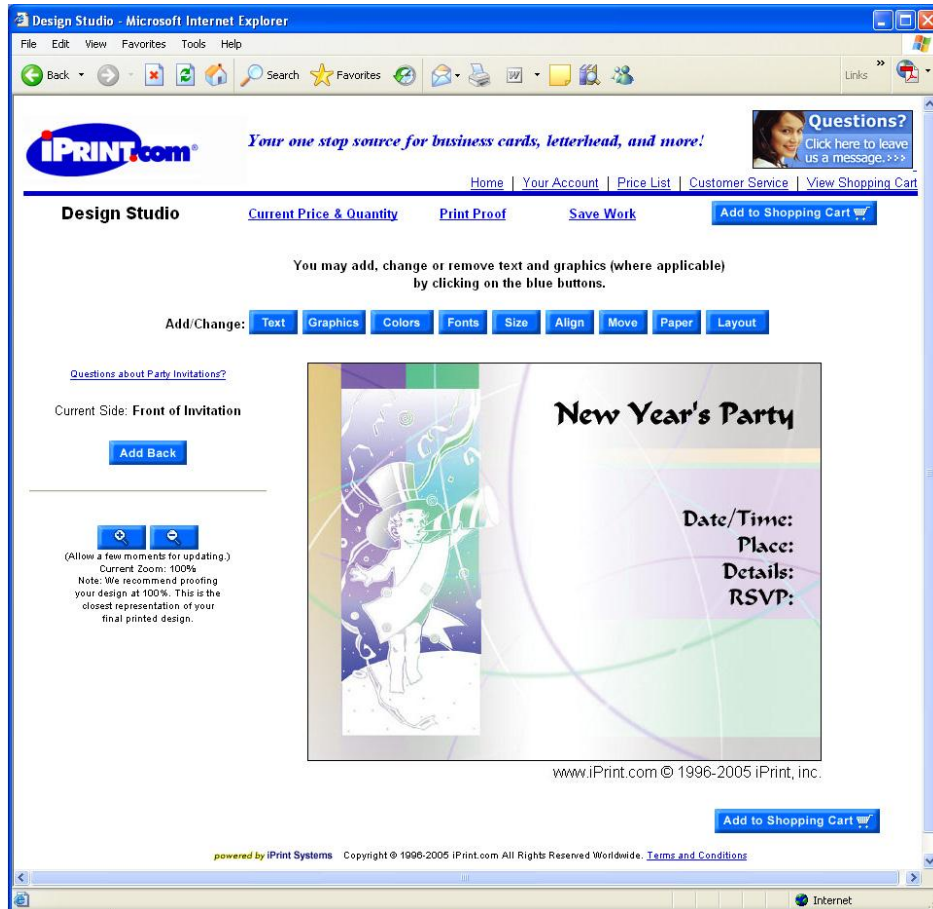 Design Studio - Microsoft Internet Explorer
File Edit View Favorites Tools Help
Back Search Favorites Links »
iPRINT.com®
Your one stop source for business cards, letterhead, and more!
Questions?
Click here to leave
us a message.>>>
Home | Your Account | Price List | Customer Service | View Shopping Cart
Design Studio Current Price & Quantity Print Proof Save Work Add to Shopping Cart
You may add, change or remove text and graphics (where applicable)
by clicking on the blue buttons.
Add/Change: Text Graphics Colors Fonts Size Align Move Paper Layout
Questions about Party Invitations?
Current Side: Front of Invitation
Add Back
(Allow a few moments for updating.)
Current Zoom: 100%
Note: We recommend proofing
your design at 100%. This is the
closest representation of your
final printed design.
New Year's Party
Date/Time:
Place:
Details:
RSVP:
www.iPrint.com © 1996-2005 iPrint, inc.
Add to Shopping Cart
powered by iPrint Systems Copyright © 1996-2005 iPrint.com All Rights Reserved Worldwide. Terms and Conditions
Internet